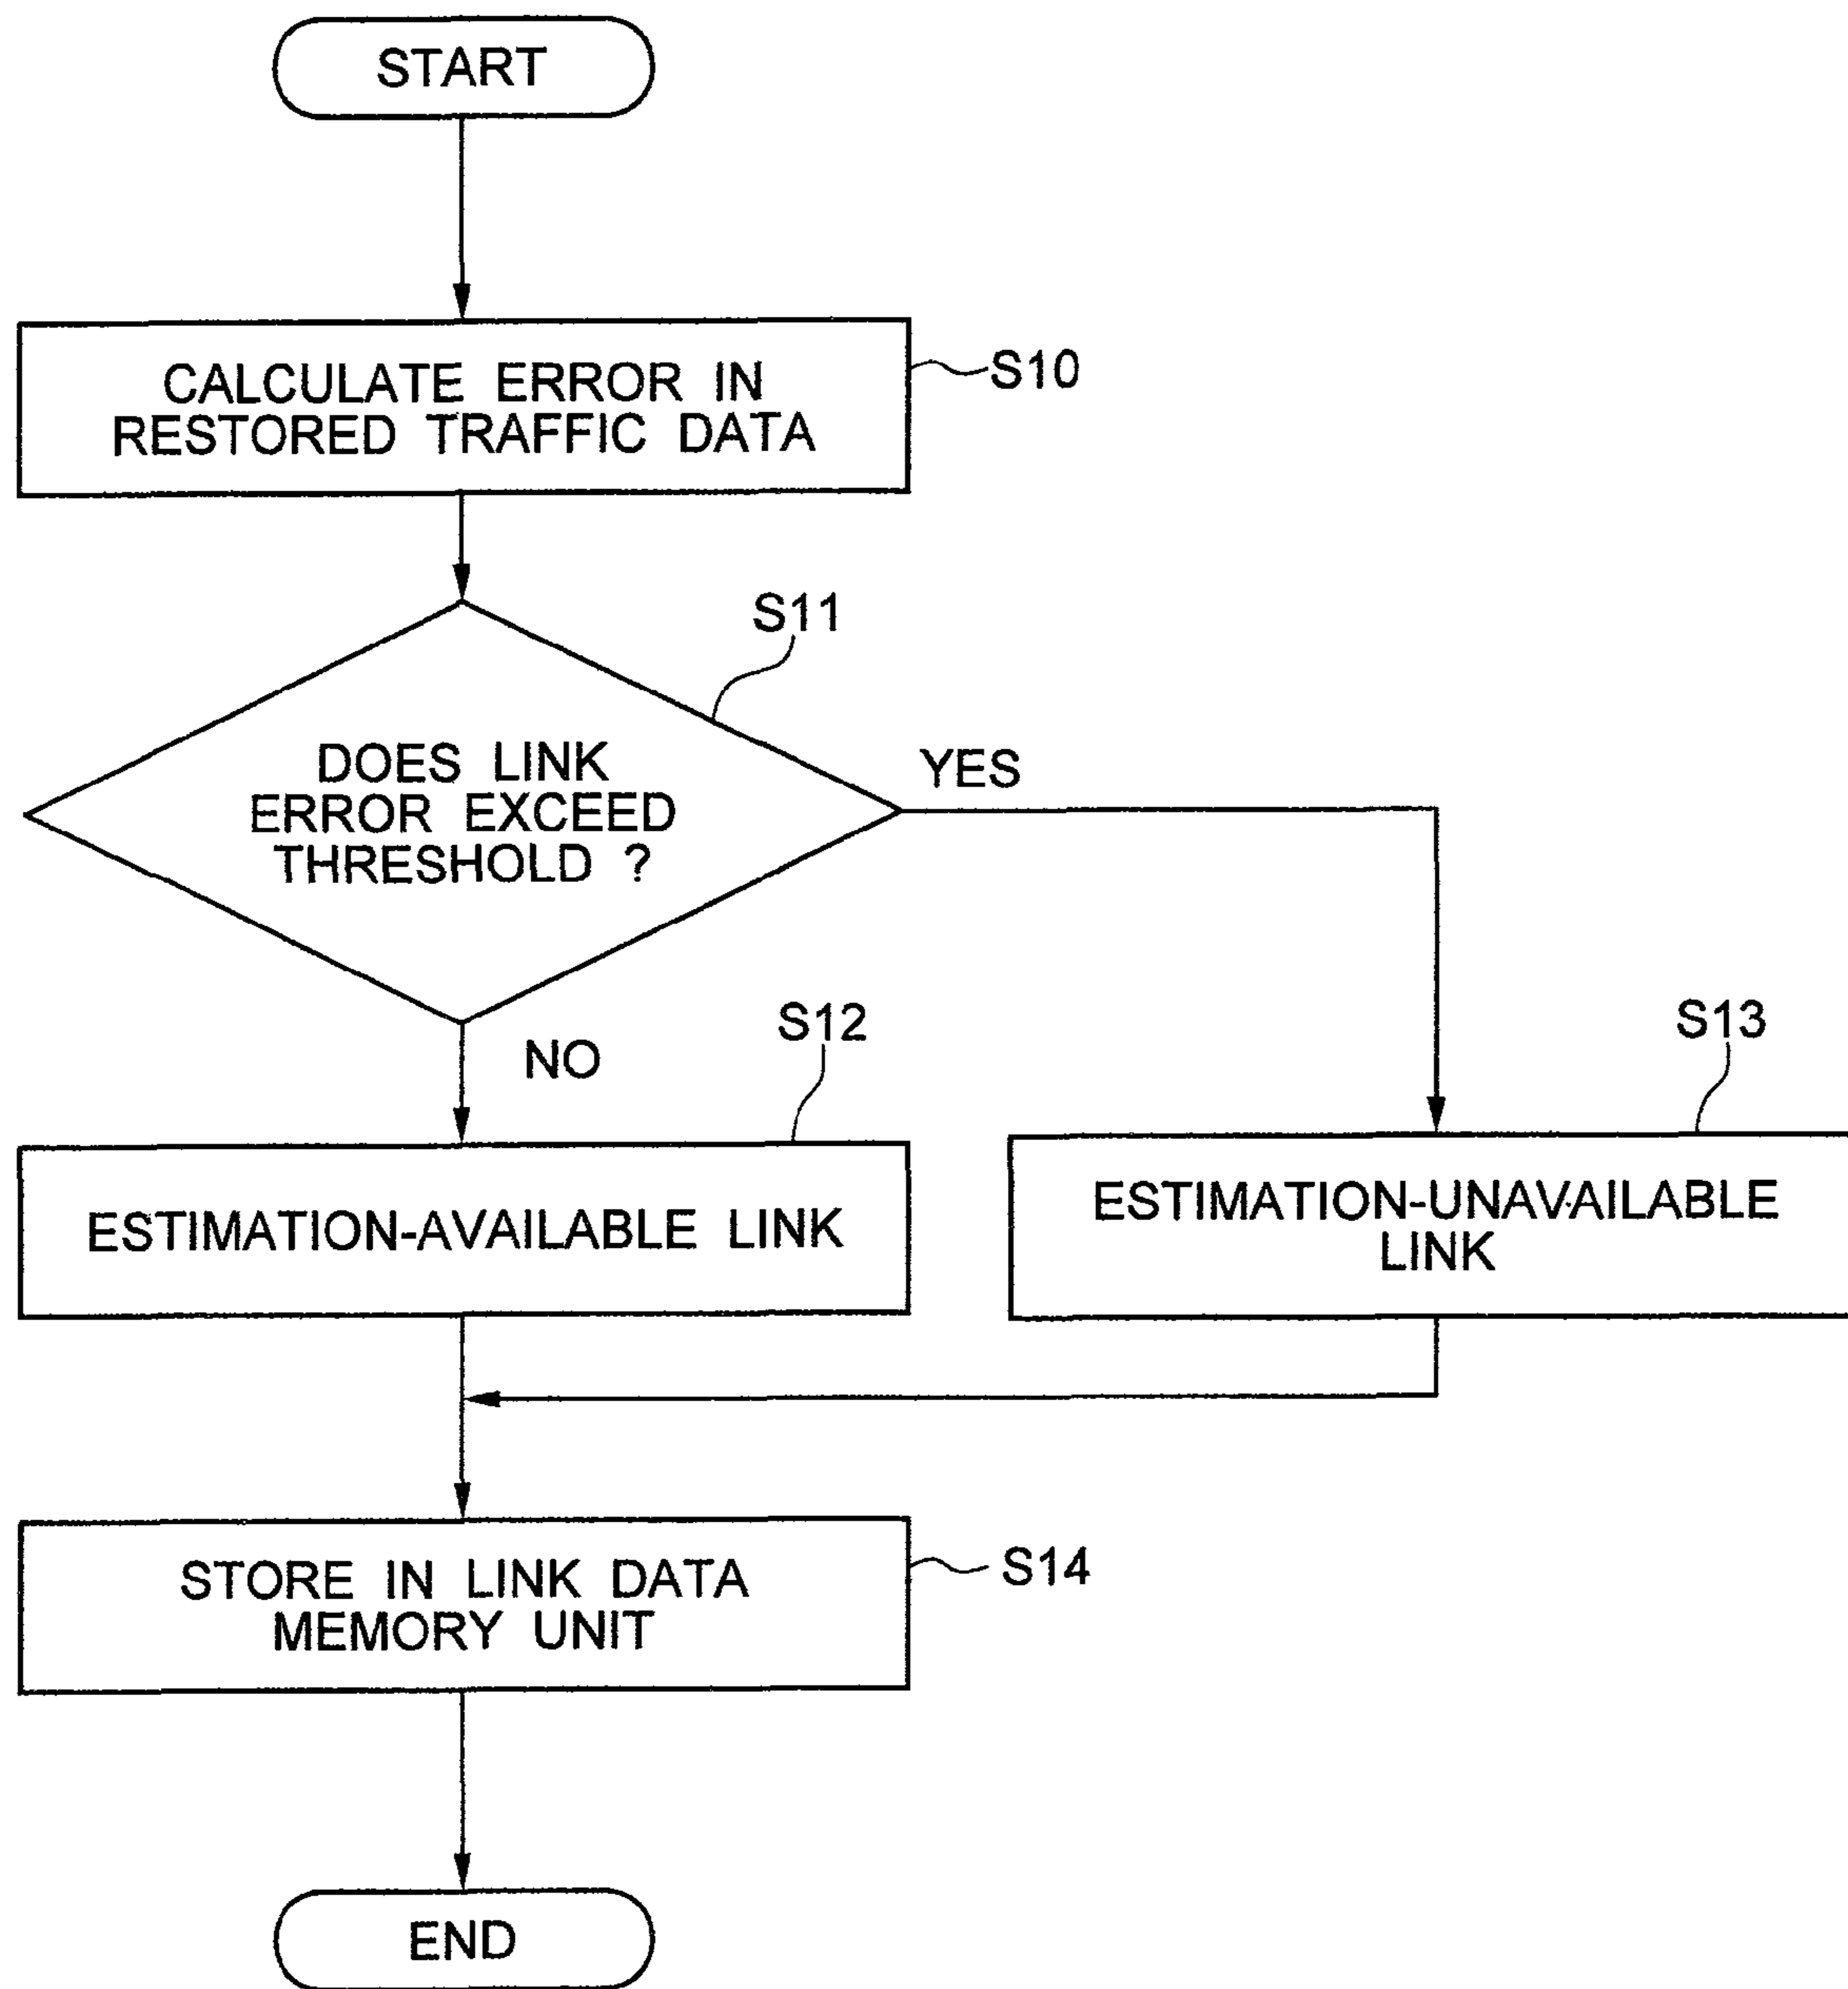 START
CALCULATE ERROR IN
RESTORED TRAFFIC DATA
S10
S11
DOES LINK
ERROR EXCEED
THRESHOLD ?
YES
NO
S12
S13
ESTIMATION-AVAILABLE LINK
ESTIMATION-UNAVAILABLE
LINK
STORE IN LINK DATA
MEMORY UNIT
S14
END